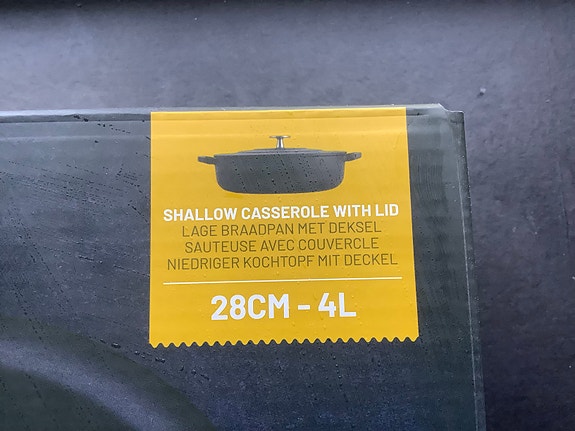 SHALLOW CASSEROLE WITH LID
LAGE BRAADPAN MET DEKSEL
SAUTEUSE AVEC COUVERCLE
NIEDRIGER KOCHTOPF MIT DECKEL
28CM - 4L